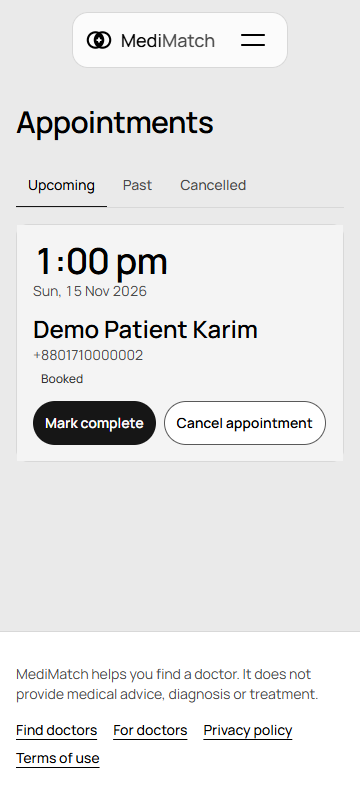 MediMatch
Appointments
Upcoming Past Cancelled
1:00 pm
Sun, 15 Nov 2026
Demo Patient Karim
+8801710000002
Booked
Mark complete Cancel appointment
MediMatch helps you find a doctor. It does not
provide medical advice, diagnosis or treatment.
Find doctors For doctors Privacy policy
Terms of use